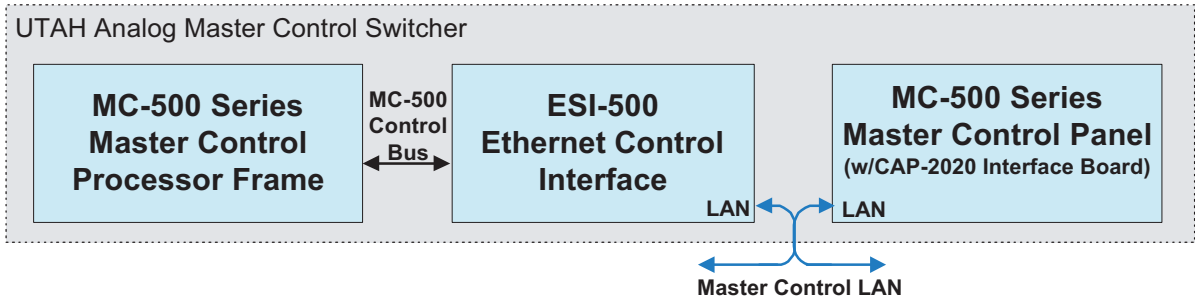 UTAH Analog Master Control Switcher
MC-500 Series
Master Control
Processor Frame
MC-500
Control
Bus
ESI-500
Ethernet Control
Interface
LAN
MC-500 Series
Master Control Panel
(w/CAP-2020 Interface Board)
LAN
Master Control LAN